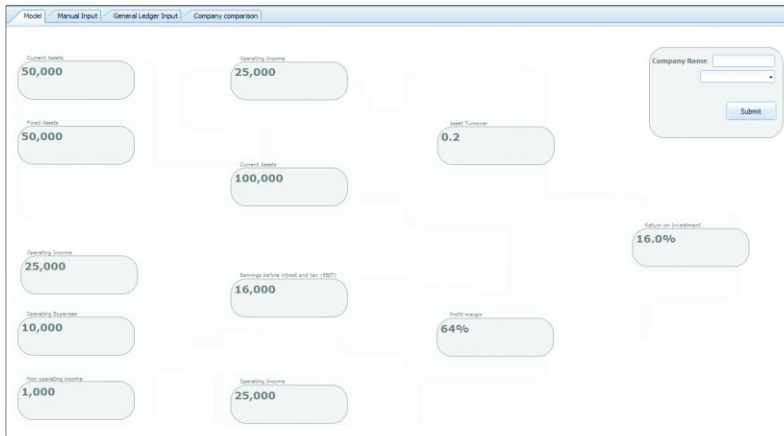 Model Manual Input General Ledger Input Company comparison
Current Assets
50,000
Operating Income
25,000
Company Name
Submit
Fixed Assets
50,000
Asset Turnover
0.2
Current Assets
100,000
Return on Investment
16.0%
Operating Income
25,000
Earnings before intrest and tax (EBIT)
16,000
Operating Expenses
10,000
Profit margin
64%
Non operating income
1,000
Operating Income
25,000